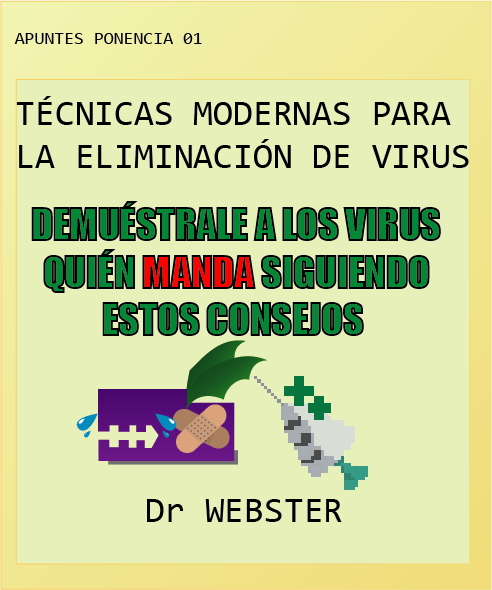 APUNTES PONENCIA 01
TÉCNICAS MODERNAS PARA
LA ELIMINACIÓN DE VIRUS
DEMUÉSTRALE A LOS VIRUS
QUIÉN MANDA SIGUIENDO
ESTOS CONSEJOS
Dr WEBSTER